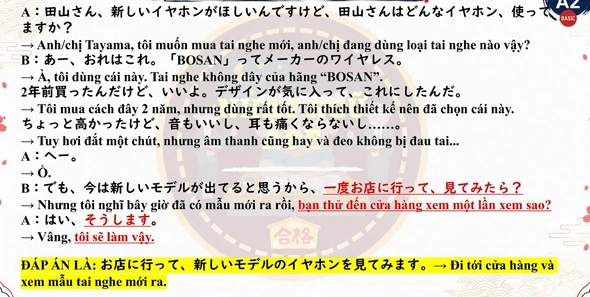 A：田山さん、新しいイヤホンがほしいんですけど、田山さんはどんなイヤホン、使って
ますか？
→ Anh/chị Tayama, tôi muốn mua tai nghe mới, anh/chị đang dùng loại tai nghe nào vậy?
B：あー、おれはこれ。「BOSAN」ってメーカーのワイヤレス。
→ À, tôi dùng cái này. Tai nghe không dây của hãng “BOSAN”.
2年前買ったんだけど、いいよ。デザインが気に入って、これにしたんだ。
→ Tôi mua cách đây 2 năm, nhưng dùng rất tốt. Tôi thích thiết kế nên đã chọn cái này.
ちょっと高かったけど、音もいいし、耳も痛くならないし……。
→ Tuy hơi đắt một chút, nhưng âm thanh cũng hay và đeo không bị đau tai...
A：へー。
→ Ồ.
B：でも、今は新しいモデルが出てると思うから、一度お店に行って、見てみたら？
→ Nhưng tôi nghĩ bây giờ đã có mẫu mới ra rồi, bạn thử đến cửa hàng xem một lần xem sao?
A：はい、そうします。
→ Vâng, tôi sẽ làm vậy.
ĐÁP ÁN LÀ: お店に行って、新しいモデルのイヤホンを見てみます。→ Đi tới cửa hàng và
xem mẫu tai nghe mới ra.
A2
BASIC
合格